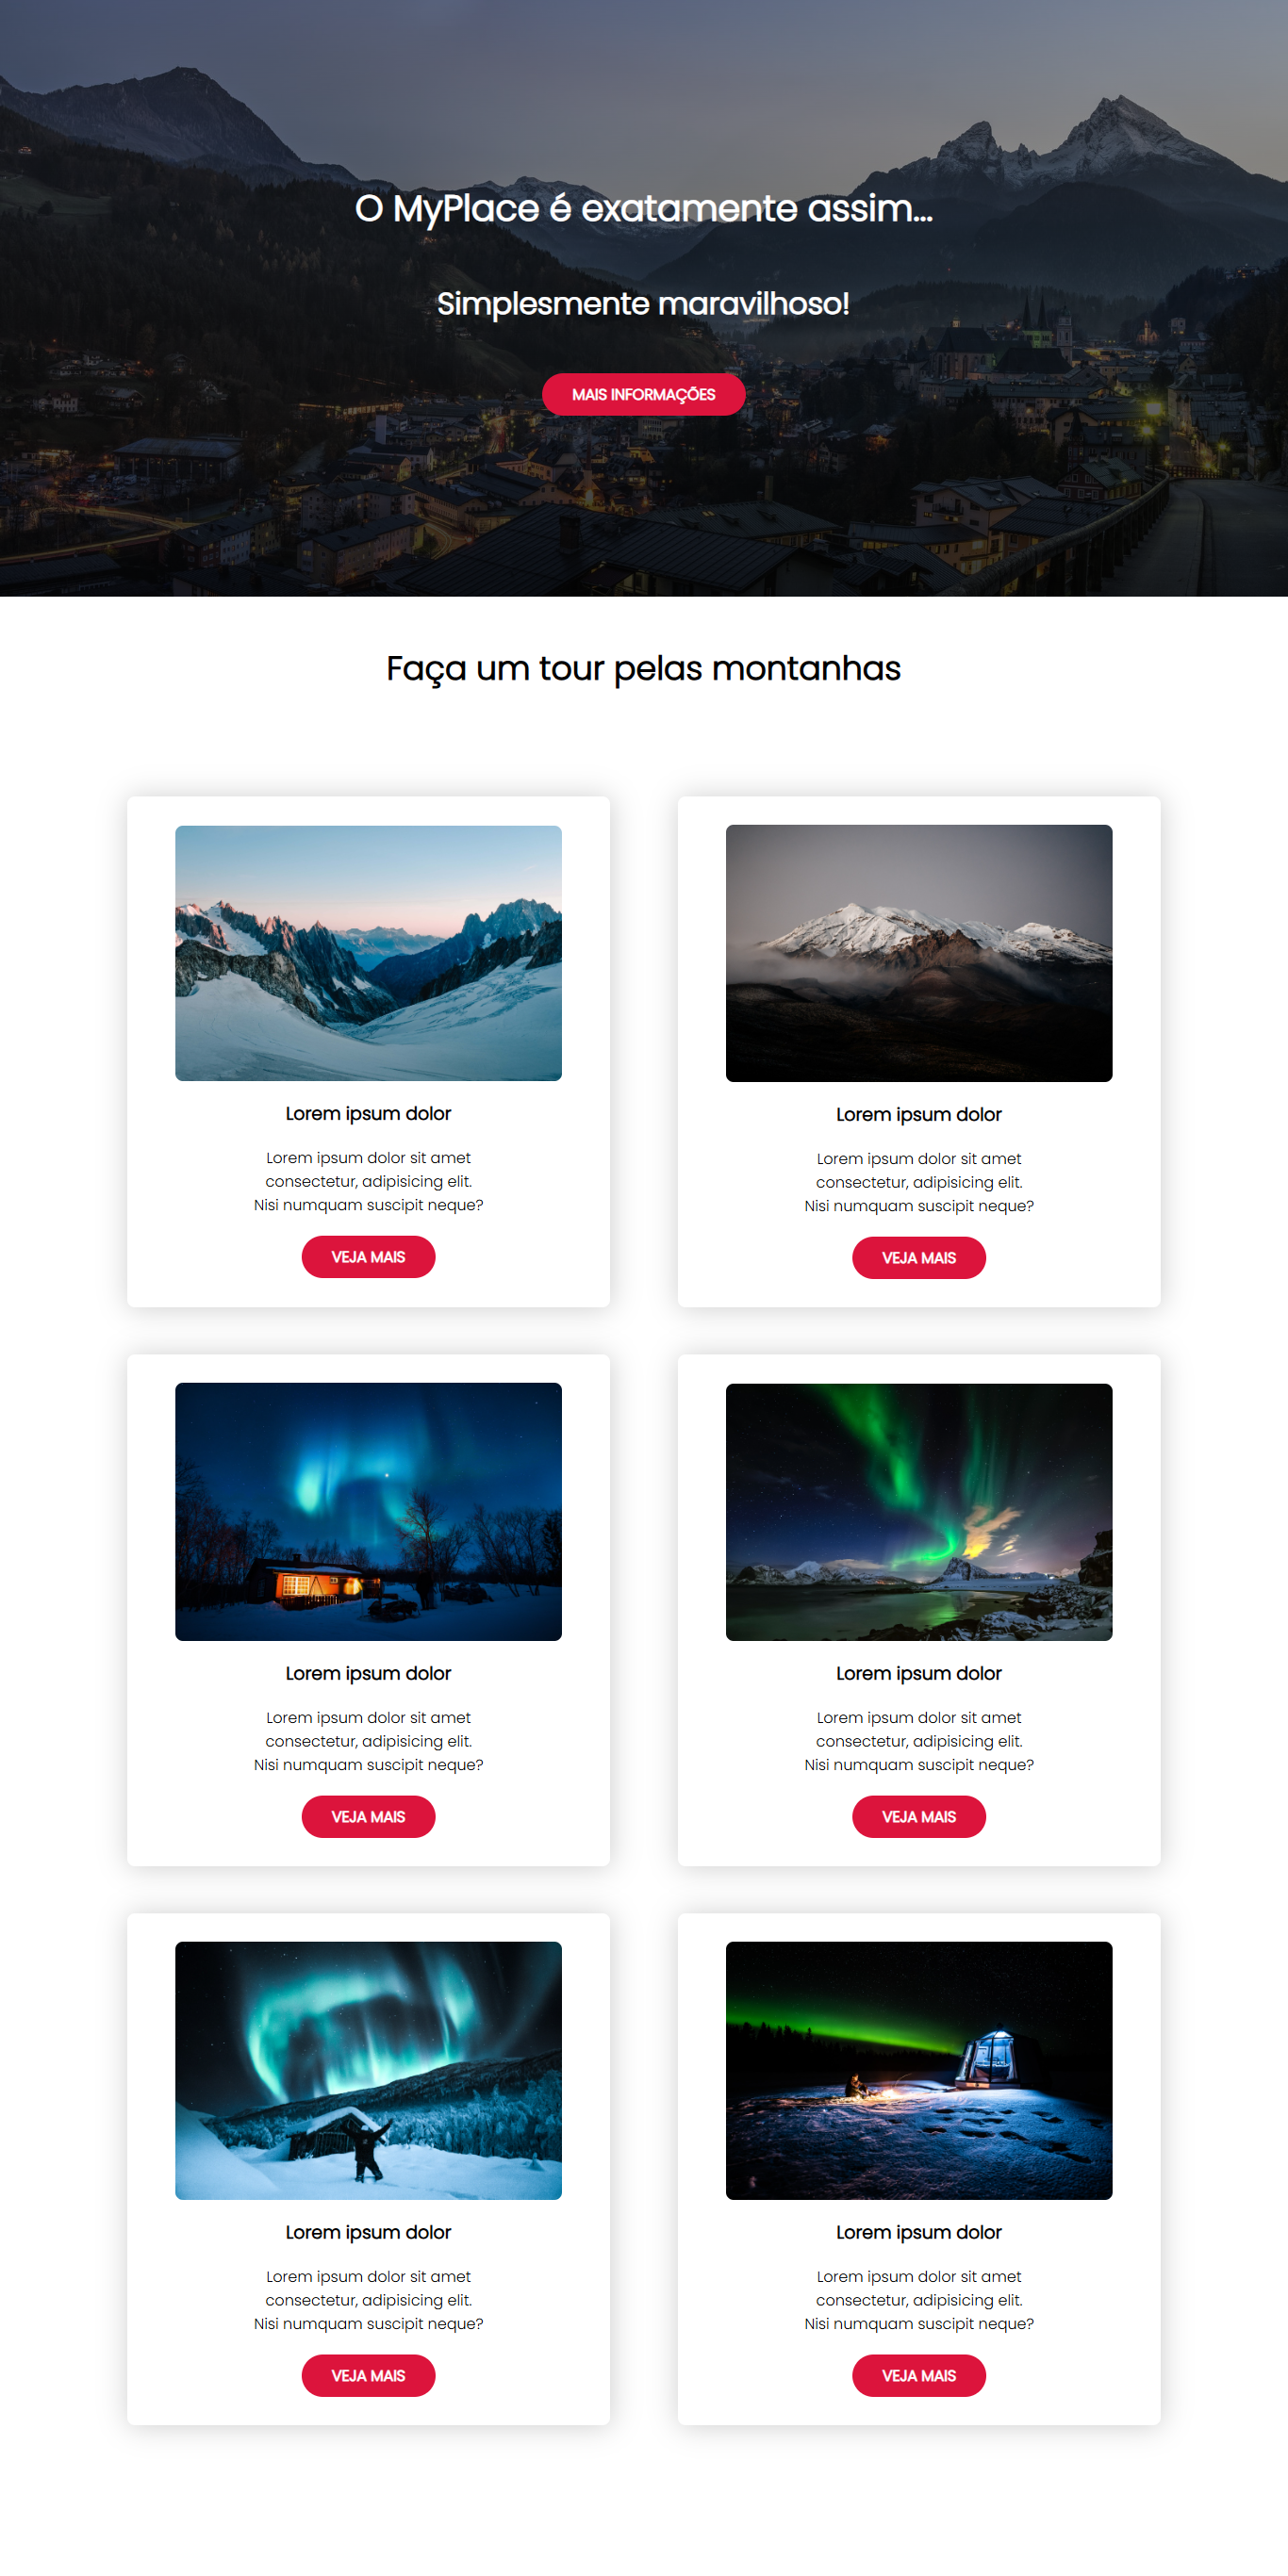 O MyPlace é exatamente assim...
Simplesmente maravilhoso!
MAIS INFORMAÇÕES
Faça um tour pelas montanhas
Lorem ipsum dolor
Lorem ipsum dolor sit amet
consectetur, adipisicing elit.
Nisi numquam suscipit neque?
VEJA MAIS
Lorem ipsum dolor
Lorem ipsum dolor sit amet
consectetur, adipisicing elit.
Nisi numquam suscipit neque?
VEJA MAIS
Lorem ipsum dolor
Lorem ipsum dolor sit amet
consectetur, adipisicing elit.
Nisi numquam suscipit neque?
VEJA MAIS
Lorem ipsum dolor
Lorem ipsum dolor sit amet
consectetur, adipisicing elit.
Nisi numquam suscipit neque?
VEJA MAIS
Lorem ipsum dolor
Lorem ipsum dolor sit amet
consectetur, adipisicing elit.
Nisi numquam suscipit neque?
VEJA MAIS
Lorem ipsum dolor
Lorem ipsum dolor sit amet
consectetur, adipisicing elit.
Nisi numquam suscipit neque?
VEJA MAIS